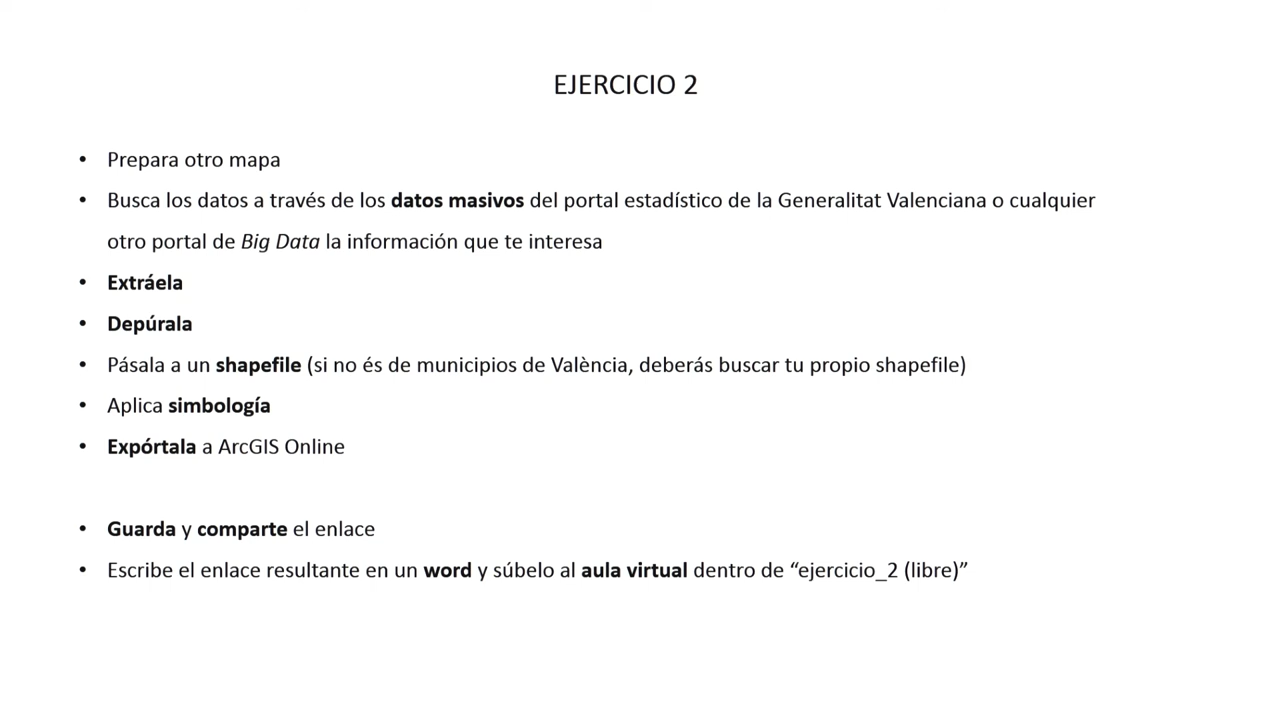 EJERCICIO 2
• Prepara otro mapa
• Busca los datos a través de los datos masivos del portal estadístico de la Generalitat Valenciana o cualquier
otro portal de Big Data la información que te interesa
• Extráela
• Depúrala
• Pásala a un shapefile (si no és de municipios de València, deberás buscar tu propio shapefile)
• Aplica simbología
• Expórtala a ArcGIS Online
• Guarda y comparte el enlace
• Escribe el enlace resultante en un word y súbelo al aula virtual dentro de “ejercicio_2 (libre)”